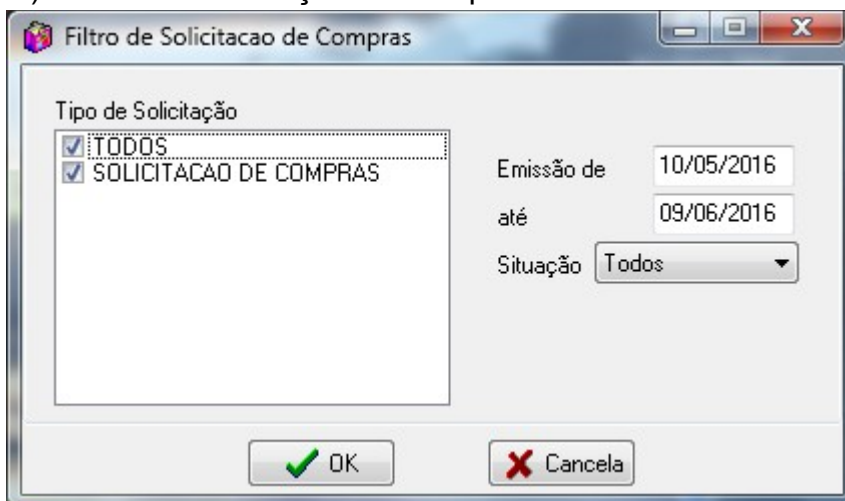 Filtro de Solicitacao de Compras
Tipo de Solicitação
TODOS
SOLICITACAO DE COMPRAS
Emissão de 10/05/2016
até 09/06/2016
Situação Todos
OK
Cancela